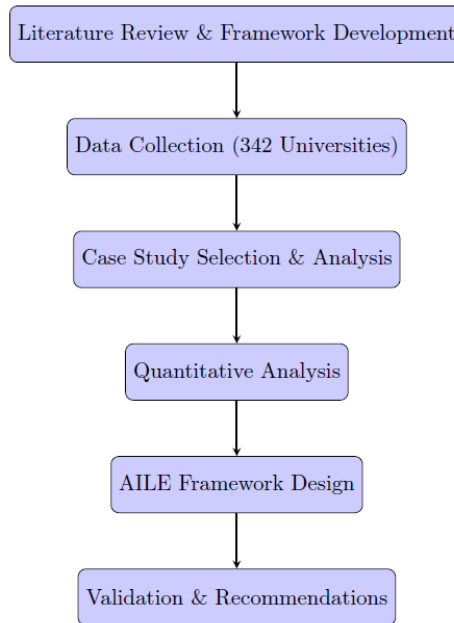 Literature Review & Framework Development
Data Collection (342 Universities)
Case Study Selection & Analysis
Quantitative Analysis
AILE Framework Design
Validation & Recommendations